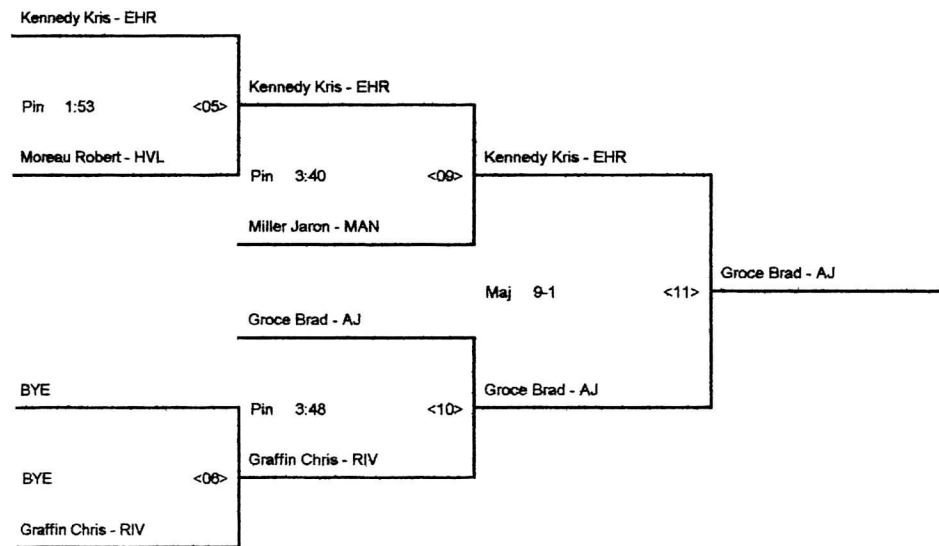 Kennedy Kris - EHR
Kennedy Kris - EHR
Pin 1:53 <05>
Moreau Robert - HVL
Kennedy Kris - EHR
Pin 3:40 <09>
Miller Jaron - MAN
Groce Brad - AJ
Maj 9-1 <11>
Groce Brad - AJ
BYE
Groce Brad - AJ
Pin 3:48 <10>
Graffin Chris - RIV
BYE <06>
Graffin Chris - RIV